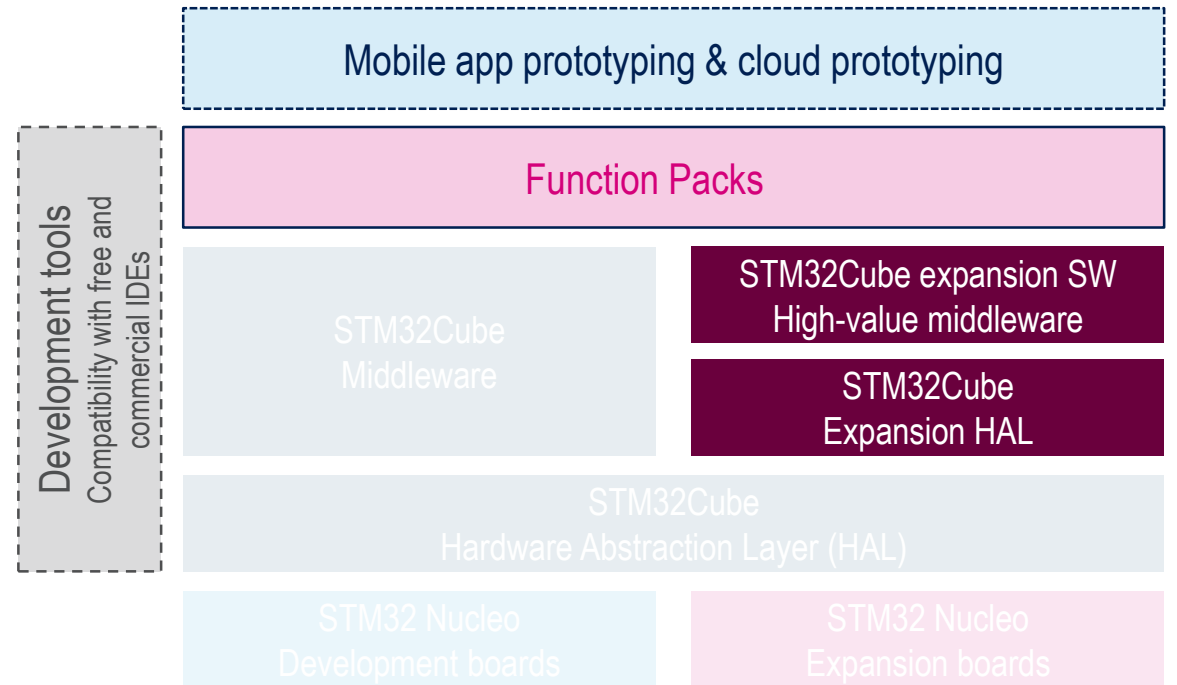 Mobile app prototyping & cloud prototyping
Development tools
Compatibility with free and
commercial IDEs
Function Packs
STM32Cube
Middleware
STM32Cube expansion SW
High-value middleware
STM32Cube
Expansion HAL
STM32Cube
Hardware Abstraction Layer (HAL)
STM32 Nucleo
Development boards
STM32 Nucleo
Expansion boards